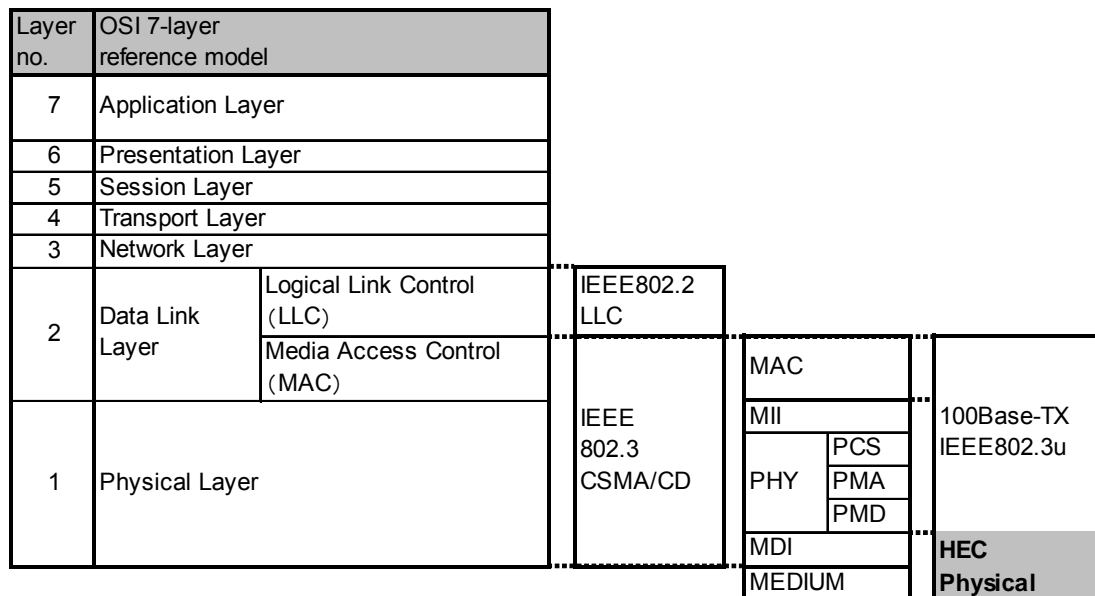 Layer no.
OSI 7-layer reference model
7
Application Layer
6
Presentation Layer
5
Session Layer
4
Transport Layer
3
Network Layer
2
Data Link Layer
Logical Link Control
(LLC)
Media Access Control
(MAC)
1
Physical Layer
IEEE802.2
LLC
IEEE
802.3
CSMA/CD
MAC
MII
PHY
PCS
PMA
PMD
MDI
MEDIUM
100Base-TX
IEEE802.3u
HEC
Physical